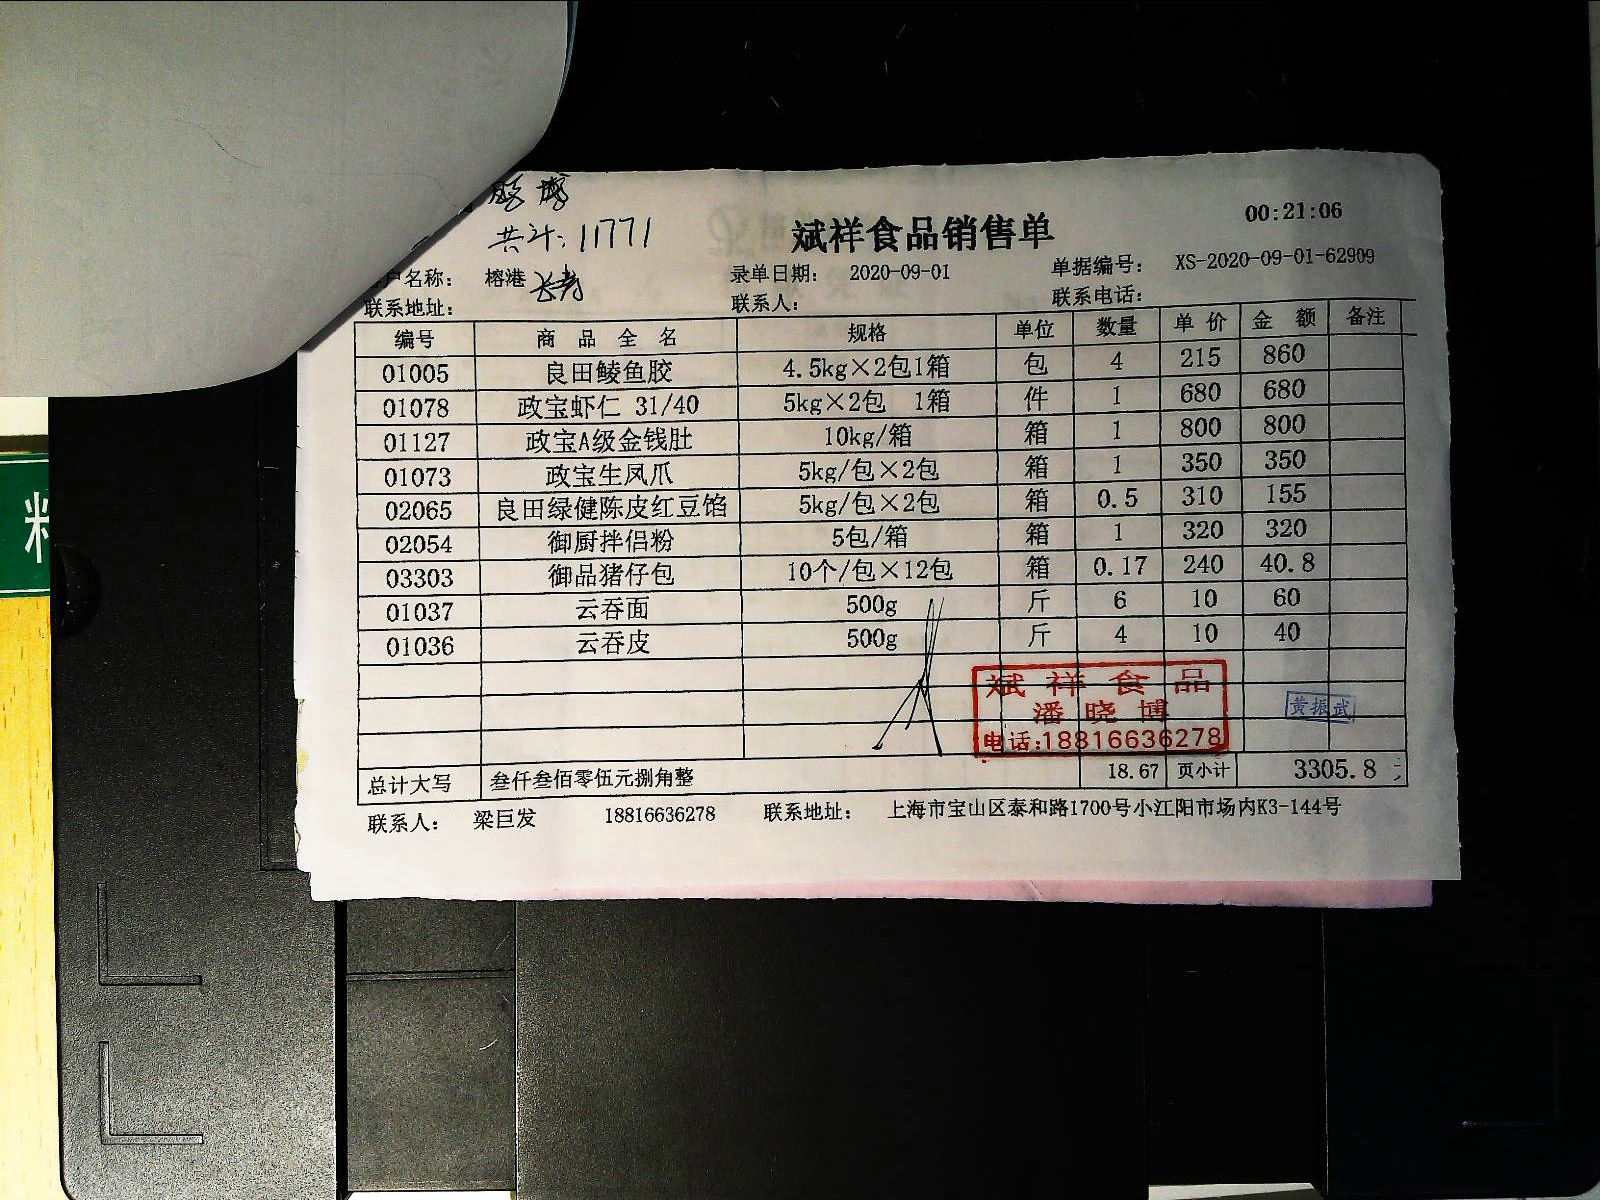 共计:11771
斌祥食品销售单
00:21:06
户名称: 榕港 录单日期: 2020-09-01 单据编号: XS-2020-09-01-62909
联系地址: 联系人: 联系电话:
编号 商品全名 规格 单位 数量 单价 金额 备注
01005 良田鲮鱼胶 4.5kg×2包1箱 包 4 215 860
01078 政宝虾仁 31/40 5kg×2包 1箱 件 1 680 680
01127 政宝A级金钱肚 10kg/箱 箱 1 800 800
01073 政宝生凤爪 5kg/包×2包 箱 1 350 350
02065 良田绿健陈皮红豆馅 5kg/包×2包 箱 0.5 310 155
02054 御厨拌侣粉 5包/箱 箱 1 320 320
03303 御品猪仔包 10个/包×12包 箱 0.17 240 40.8
01037 云吞面 500g 斤 6 10 60
01036 云吞皮 500g 斤 4 10 40
斌祥食品
潘晓博
电话:18816636278
黄振武
总计大写 叁仟叁佰零伍元捌角整 18.67 页小计 3305.8
联系人: 梁巨发 18816636278 联系地址: 上海市宝山区泰和路1700号小江阳市场内K3-144号